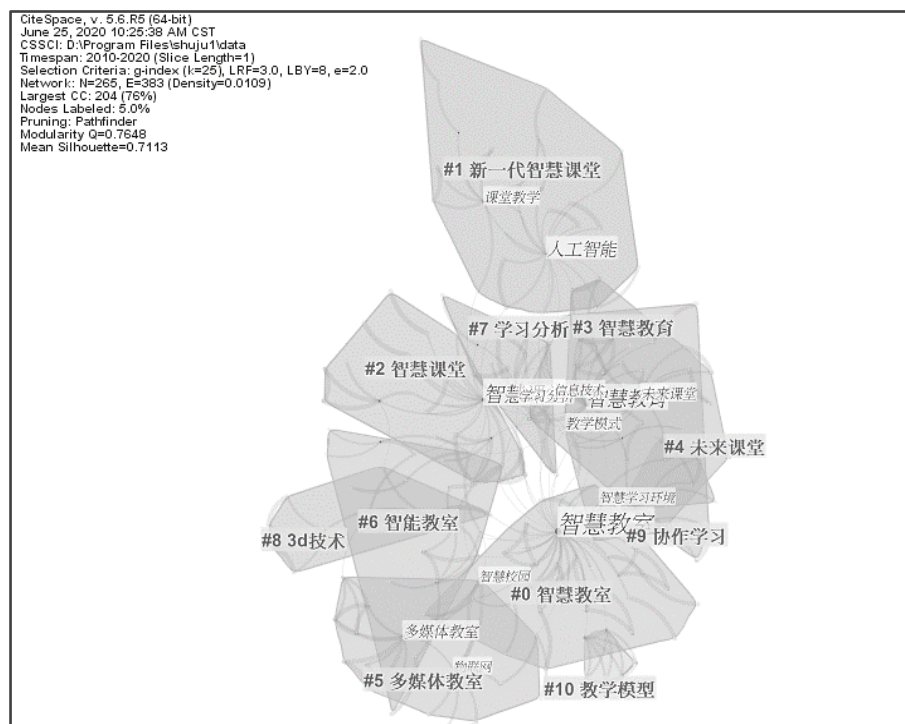 CiteSpace, v. 5.6.R5 (64-bit)
June 25, 2020 10:25:38 AM CST
CSSCI: D:\Program Files\shuju1\data
Timespan: 2010-2020 (Slice Length=1)
Selection Criteria: g-index (k=25), LRF=3.0, LBY=8, e=2.0
Network: N=265, E=383 (Density=0.0109)
Largest CC: 204 (76%)
Nodes Labeled: 5.0%
Pruning: Pathfinder
Modularity Q=0.7648
Mean Silhouette=0.7113
#1 新一代智慧课堂
课堂教学
人工智能
#7 学习分析
#3 智慧教育
#2 智慧课堂
学习分析
信息技术
智慧教育
未来课堂
教学模式
#4 未来课堂
智慧学习环境
#6 智能教室
智慧教室
#8 3d技术
#9 协作学习
智慧校园
#0 智慧教室
多媒体教室
物联网
#5 多媒体教室
#10 教学模型